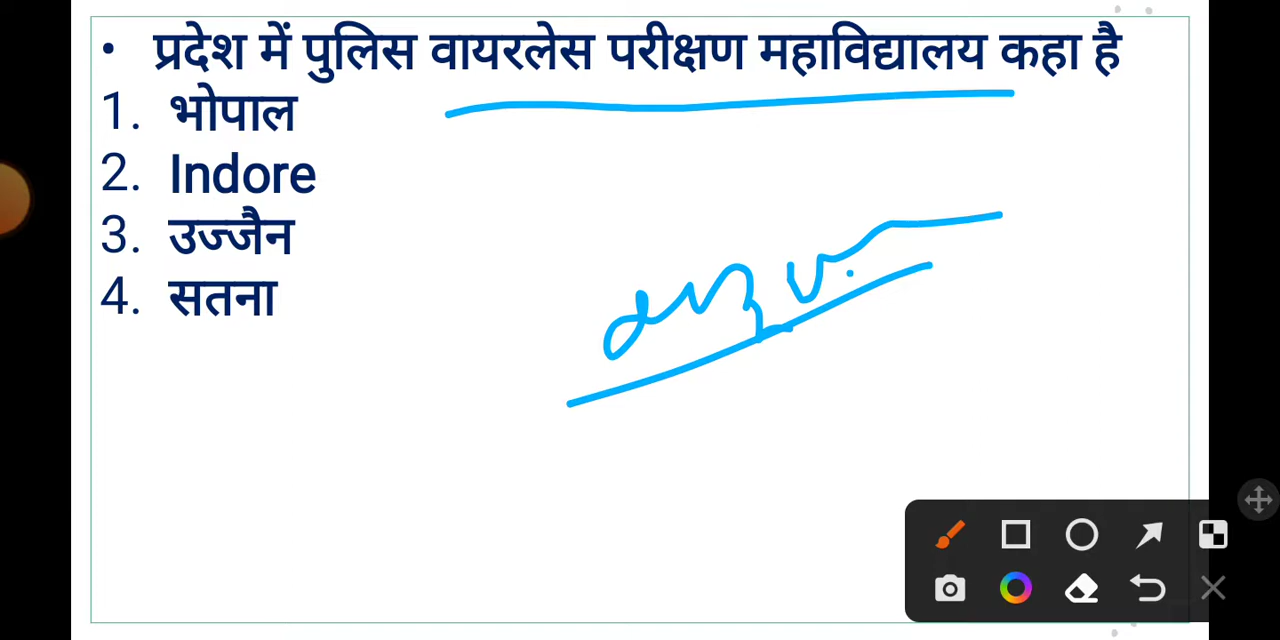 • प्रदेश में पुलिस वायरलेस परीक्षण महाविद्यालय कहा है
1. भोपाल
2. Indore
3. उज्जैन
4. सतना